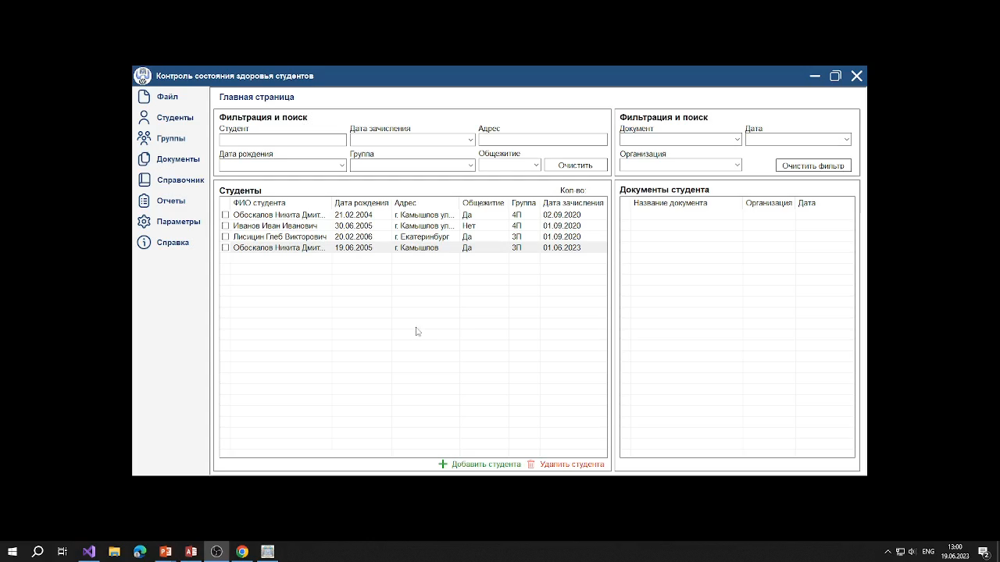 Контроль состояния здоровья студентов
Файл
Студенты
Группы
Документы
Справочник
Отчеты
Параметры
Справка
Главная страница
Фильтрация и поиск
Студент Дата зачисления Адрес
Дата рождения Группа Общежитие
Очистить
Фильтрация и поиск
Документ Дата
Организация
Очистить фильтр
Студенты Кол-во:
ФИО студента Дата рождения Адрес Общежитие Группа Дата зачисления
Обоскалов Никита Дмит... 21.02.2004 г. Камышлов ул... Да 4П 02.09.2020
Иванов Иван Иванович 30.06.2005 г. Камышлов ул... Нет 4П 01.09.2020
Лисицин Глеб Викторович 20.02.2006 г. Екатеринбург Да 3П 01.09.2020
Обоскалов Никита Дмит... 19.06.2005 г. Камышлов Да 3П 01.06.2023
Добавить студента Удалить студента
Документы студента
Название документа Организация Дата
ENG
13:00
19.06.2023
2